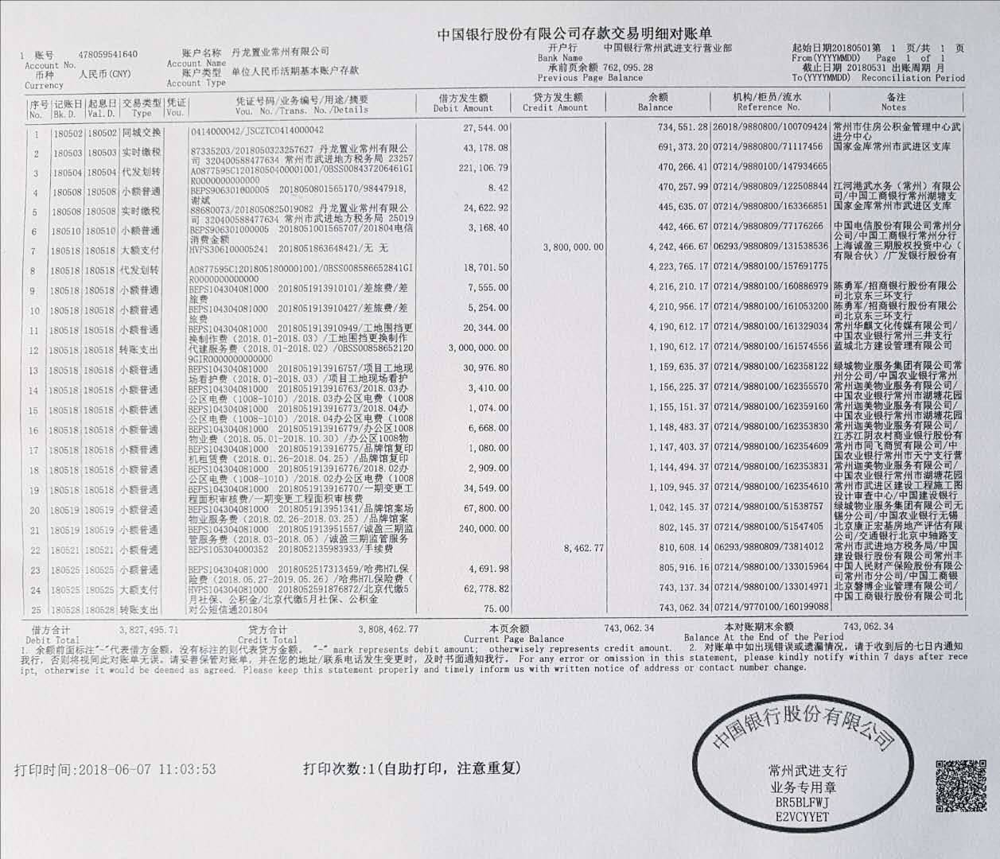 中国银行股份有限公司存款交易明细对账单
1 账号 478059541640 账户名称 丹龙置业常州有限公司 开户行 中国银行常州武进支行营业部 起始日期20180501第 1 页/共 1 页
Account No. Account Name Bank Name From(YYYYMMDD) Page 1 of 1
币种 人民币(CNY) 账户类型 单位人民币活期基本账户存款 承前页余额 762,095.28 截止日期 20180531 出账周期 月
Currency Account Type Previous Page Balance To(YYYYMMDD) Reconciliation Period
序号 记账日 起息日 交易类型 凭证 凭证号码/业务编号/用途/摘要 借方发生额 贷方发生额 余额 机构/柜员/流水 备注
No. Bk.D. Val.D. Type Vou. Vou. No./Trans. No./Details Debit Amount Credit Amount Balance Reference No. Notes
1 180502 180502 同城交换 0414000042/JSCZTC0414000042 27,544.00 734,551.28 26018/9880800/100709424 常州市住房公积金管理中心武
进分中心
2 180503 180503 实时缴税 87335203/2018050323257627 丹龙置业常州有限公 43,178.08 691,373.20 07214/9880800/71117456 国家金库常州市武进区支库
司 320400588477634 常州市武进地方税务局 23257
3 180504 180504 代发划转 A0877595C1201805040000100­1/OBSS008437206461GI 221,106.79 470,266.41 07214/9880100/147934665
R0000000000000
4 180508 180508 小额普通 BEPS906301000005 2018050801565170/98447918, 8.42 470,257.99 07214/9880809/122508844 江河港武水务（常州）有限公
谢斌 司/中国工商银行常州湖塘支
5 180508 180508 实时缴税 88680073/2018050825019082 丹龙置业常州有限公 24,622.92 445,635.07 07214/9880809/163366851 国家金库常州市武进区支库
司 320400588477634 常州市武进地方税务局 25019
6 180510 180510 小额普通 BEPS906301000005 2018051001565707/201804电信 3,168.40 442,466.67 07214/9880809/77176266 中国电信股份有限公司常州分
消费金额 公司/中国工商银行常州分行
7 180518 180518 大额支付 HVPS306100005241 2018051863648421/无 无 3,800,000.00 4,242,466.67 06293/9880809/131538536 上海诚盈三期股权投资中心（
有限合伙）/广发银行股份有
8 180518 180518 代发划转 A0877595C1201805180000­1001/OBSS00858665284­1GI 18,701.50 4,223,765.17 07214/9880100/157691775
R0000000000000
9 180518 180518 小额普通 BEPS104304081000 2018051913910101/差旅费/差 7,555.00 4,216,210.17 07214/9880100/160886979 陈勇军/招商银行股份有限公
旅费 司北京东三环支行
10 180518 180518 小额普通 BEPS104304081000 2018051913910427/差旅费/差 5,254.00 4,210,956.17 07214/9880100/161053200 陈勇军/招商银行股份有限公
旅费 司北京东三环支行
11 180518 180518 小额普通 BEPS104304081000 2018051913910949/工地围挡更 20,344.00 4,190,612.17 07214/9880100/161329034 常州华麒文化传媒有限公司/
换制作费（2018.01-2018.03）/工地围挡更换制作 中国农业银行常州三井支行
12 180518 180518 转账支出 代建服务费（2018.01-2018.02）/OBSS00858652120 3,000,000.00 1,190,612.17 07214/9880100/161574556 蓝城北方建设管理有限公司
9GIR0000000000000
13 180518 180518 小额普通 BEPS104304081000 2018051913916757/项目工地现 30,976.80 1,159,635.37 07214/9880100/162358122 绿城物业服务集团有限公司常
场看护费（2018.01-2018.03）/项目工地现场看护 州分公司/中国农业银行常州
14 180518 180518 小额普通 BEPS104304081000 2018051913916763/2018.03办 3,410.00 1,156,225.37 07214/9880100/162355570 常州迦美物业服务有限公司/
公区电费（1008-1010）/2018.03办公区电费（1008 中国农业银行常州市湖塘花园
15 180518 180518 小额普通 BEPS104304081000 2018051913916773/2018.04办 1,074.00 1,155,151.37 07214/9880100/162359160 常州迦美物业服务有限公司/
公区电费（1008-1010）/2018.04办公区电费（1008 中国农业银行常州市湖塘花园
16 180518 180518 小额普通 BEPS104304081000 2018051913916779/办公区1008 6,668.00 1,148,483.37 07214/9880100/162353830 常州迦美物业服务有限公司/
物业费（2018.05.01-2018.10.30）/办公区1008物 江苏江阴农村商业银行股份有
17 180518 180518 小额普通 BEPS104304081000 2018051913916775/品牌馆复印 1,080.00 1,147,403.37 07214/9880100/162354609 常州市同飞商贸有限公司/中
机租赁费（2018.01.26-2018.04.25）/品牌馆复印 国农业银行常州市天宁支行营
18 180518 180518 小额普通 BEPS104304081000 2018051913916776/2018.02办 2,909.00 1,144,494.37 07214/9880100/162353831 常州迦美物业服务有限公司/
公区电费（1008-1010）/2018.02办公区电费（1008 中国农业银行常州市湖塘花园
19 180518 180518 小额普通 BEPS104304081000 2018051913916770/一期变更工 34,549.00 1,109,945.37 07214/9880100/162354610 常州市武进区建设工程施工图
程面积审核费/一期变更工程面积审核费 设计审查中心/中国建设银行
20 180519 180519 小额普通 BEPS104304081000 2018051913951341/品牌馆案场 67,800.00 1,042,145.37 07214/9880100/51538757 绿城物业服务集团有限公司无
物业服务费（2018.02.26-2018.03.25）/品牌馆案 锡分公司/中国农业银行无锡
21 180519 180519 小额普通 BEPS104304081000 2018051913951557/诚盈三期监 240,000.00 802,145.37 07214/9880100/51547405 北京康正宏基房地产评估有限
管服务费（2018.03-2018.05）/诚盈三期监管服务 公司/交通银行北京中轴路支
22 180521 180521 小额普通 BEPS105304000352 2018052135983933/手续费 8,462.77 810,608.14 06293/9880809/73814012 常州市武进地方税务局/中国
建设银行股份有限公司常州丰
23 180525 180525 小额普通 BEPS104304081000 2018052517313459/哈弗H7L保 4,691.98 805,916.16 07214/9880100/133015964 中国人民财产保险股份有限公
险费（2018.05.27-2019.05.26）/哈弗H7L保险费（ 司常州市分公司/中国工商银
24 180525 180525 大额支付 HVPS104304081000 2018052591876872/北京代缴5 62,778.82 743,137.34 07214/9880100/133014971 北京磐博企业管理有限公司/
月社保、公积金/北京代缴5月社保、公积金 中国工商银行股份有限公司北
25 180528 180528 转账支出 对公短信通201804 75.00 743,062.34 07214/9770100/160199088
借方合计 3,827,495.71 贷方合计 3,808,462.77 本页余额 743,062.34 本对账期末余额 743,062.34
Debit Total Credit Total Current Page Balance Balance At the End of the Period
1. 余额前面标注"-"代表借方金额，没有标注的则代表贷方金额。 "-" mark represents debit amount; otherwisely represents credit amount. 2. 对账单中如出现错误或遗漏情况，请于收到后的七日内通知
我行，否则将视同此对账单无误。请妥善保管对账单，并在您的地址/联系电话发生变更时，及时书面通知我行。 For any error or omission in this statement, please kindly notify within 7 days after rece
ipt, otherwise it would be deemed as agreed. Please keep this statement properly and timely inform us with written notice of address or contact number change.
打印时间:2018-06-07 11:03:53 打印次数:1(自助打印，注意重复)
中国银行股份有限公司
常州武进支行
业务专用章
BR5BLFWJ
E2VCYYET